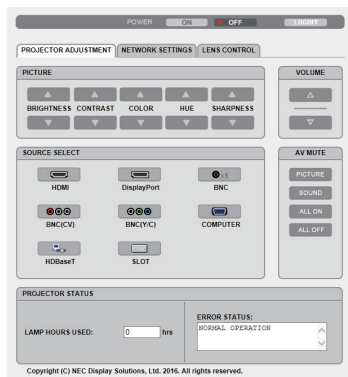 POWER ON OFF LOGOFF
PROJECTOR ADJUSTMENT NETWORK SETTINGS LENS CONTROL
PICTURE
BRIGHTNESS CONTRAST COLOR HUE SHARPNESS
VOLUME
SOURCE SELECT
HDMI DisplayPort BNC
x5
BNC(CV) BNC(Y/C) COMPUTER
HDBaseT SLOT
AV MUTE
PICTURE
SOUND
ALL ON
ALL OFF
PROJECTOR STATUS
LAMP HOURS USED: 0 hrs
ERROR STATUS:
NORMAL OPERATION
Copyright (C) NEC Display Solutions, Ltd. 2016. All rights reserved.